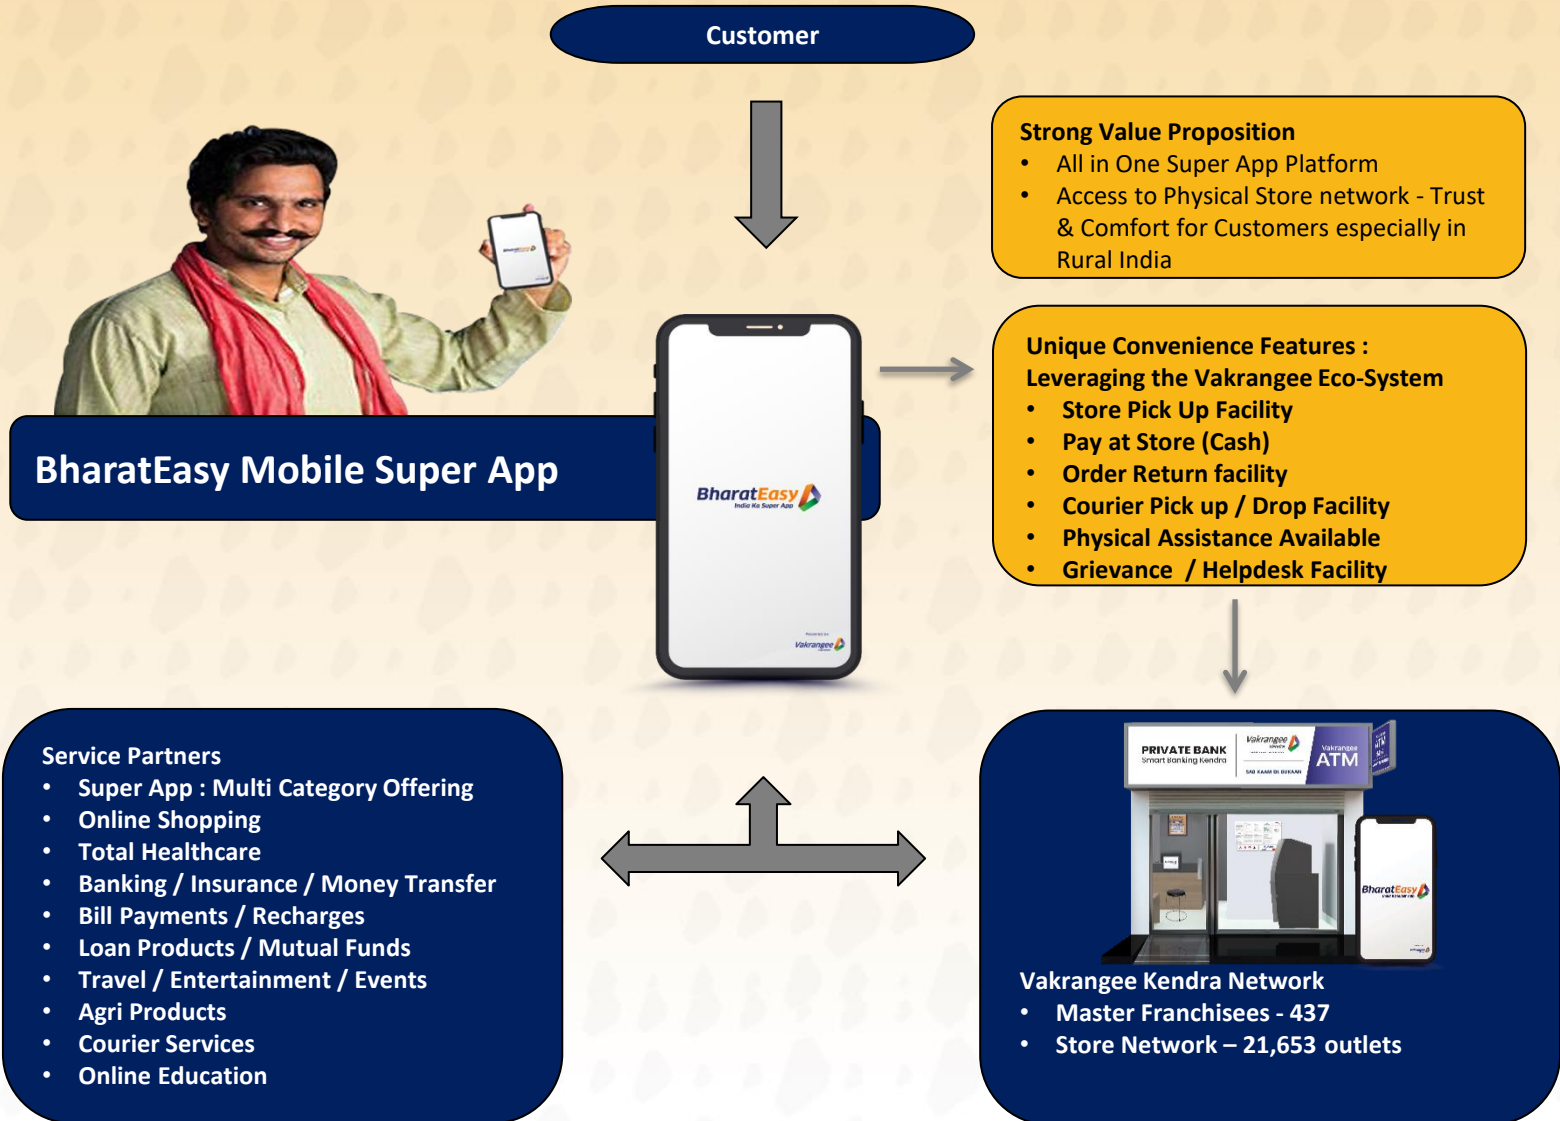 Customer
Strong Value Proposition
• All in One Super App Platform
• Access to Physical Store network - Trust
& Comfort for Customers especially in
Rural India
BharatEasy
Unique Convenience Features :
Leveraging the Vakrangee Eco-System
• Store Pick Up Facility
• Pay at Store (Cash)
• Order Return facility
• Courier Pick up / Drop Facility
• Physical Assistance Available
• Grievance / Helpdesk Facility
BharatEasy Mobile Super App
BharatEasy
India Ka Super App
Vakrangee
Service Partners
• Super App : Multi Category Offering
• Online Shopping
• Total Healthcare
• Banking / Insurance / Money Transfer
• Bill Payments / Recharges
• Loan Products / Mutual Funds
• Travel / Entertainment / Events
• Agri Products
• Courier Services
• Online Education
PRIVATE BANK
Smart Banking Kendra
Vakrangee
Vakrangee
ATM
ATM
BharatEasy
Vakrangee Kendra Network
• Master Franchisees - 437
• Store Network – 21,653 outlets